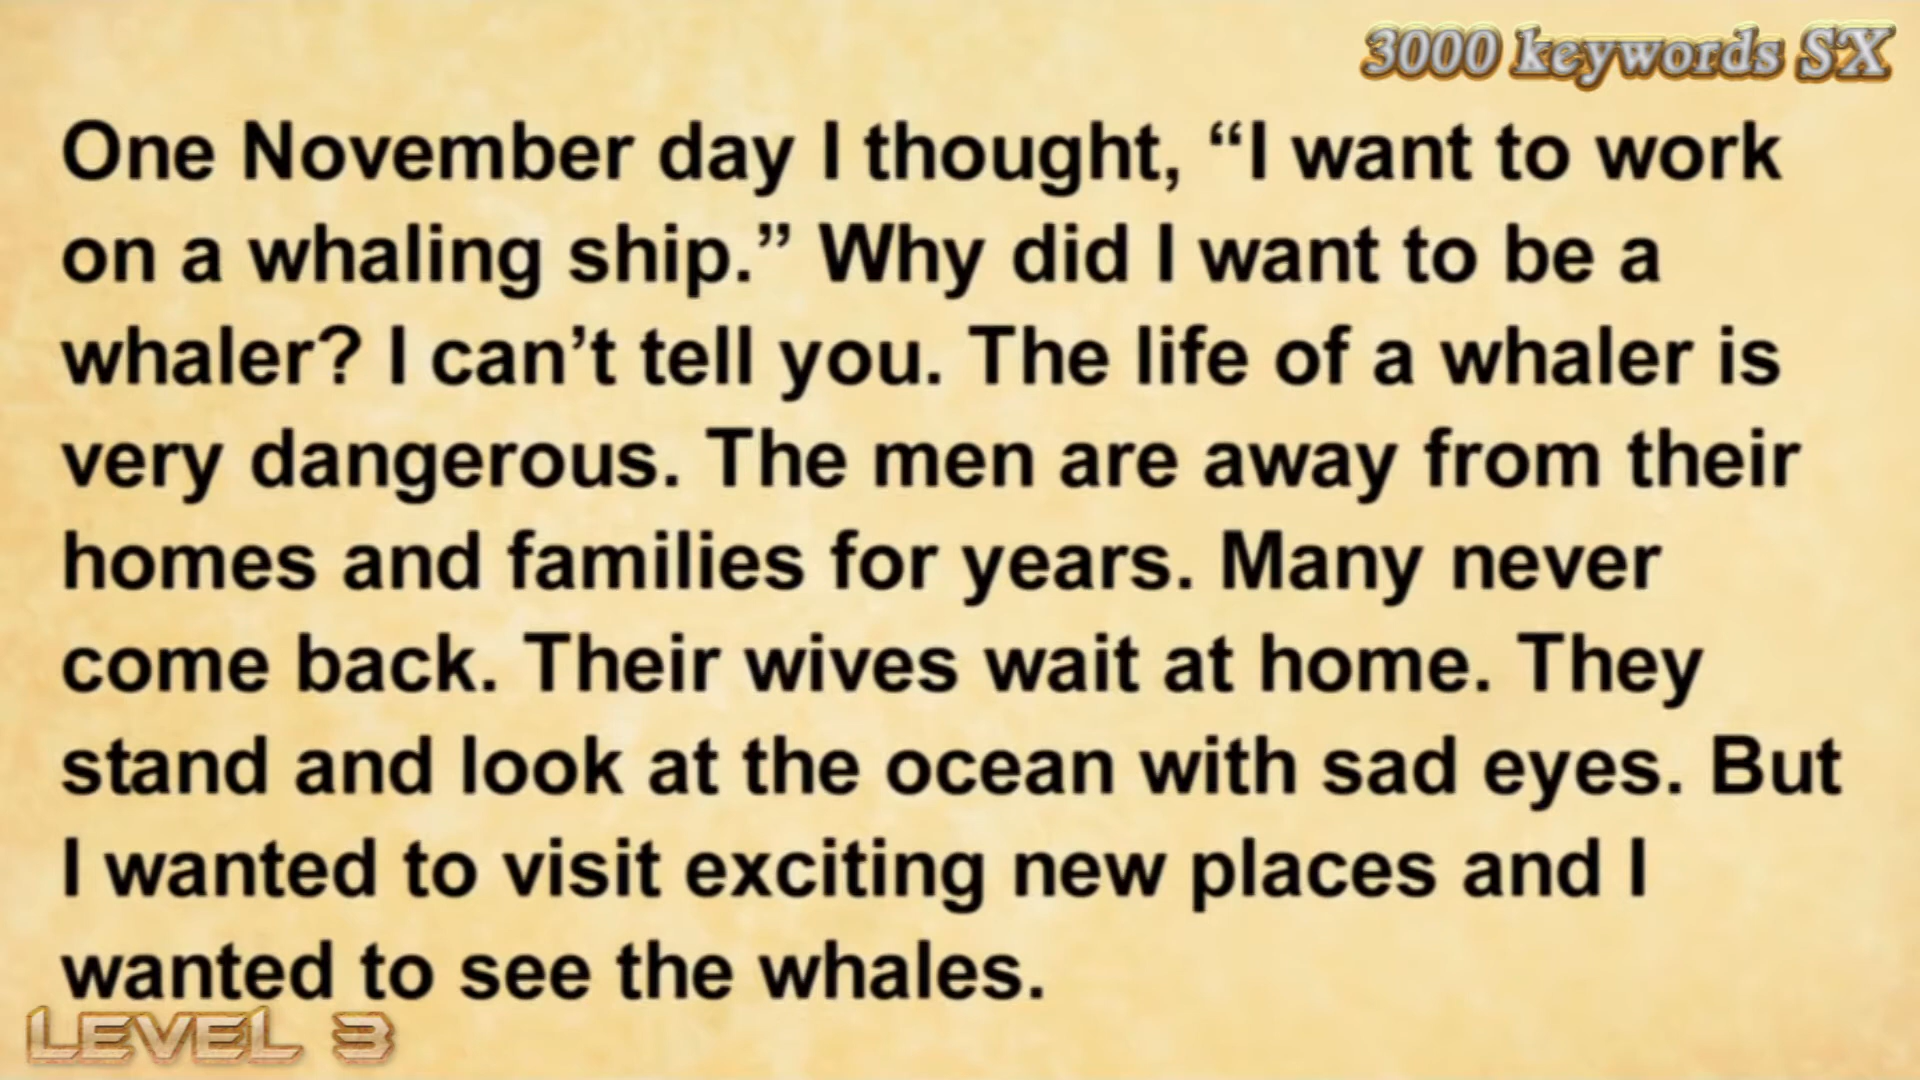 3000 keywords SX
One November day I thought, “I want to work
on a whaling ship.” Why did I want to be a
whaler? I can’t tell you. The life of a whaler is
very dangerous. The men are away from their
homes and families for years. Many never
come back. Their wives wait at home. They
stand and look at the ocean with sad eyes. But
I wanted to visit exciting new places and I
wanted to see the whales.
LEVEL 3